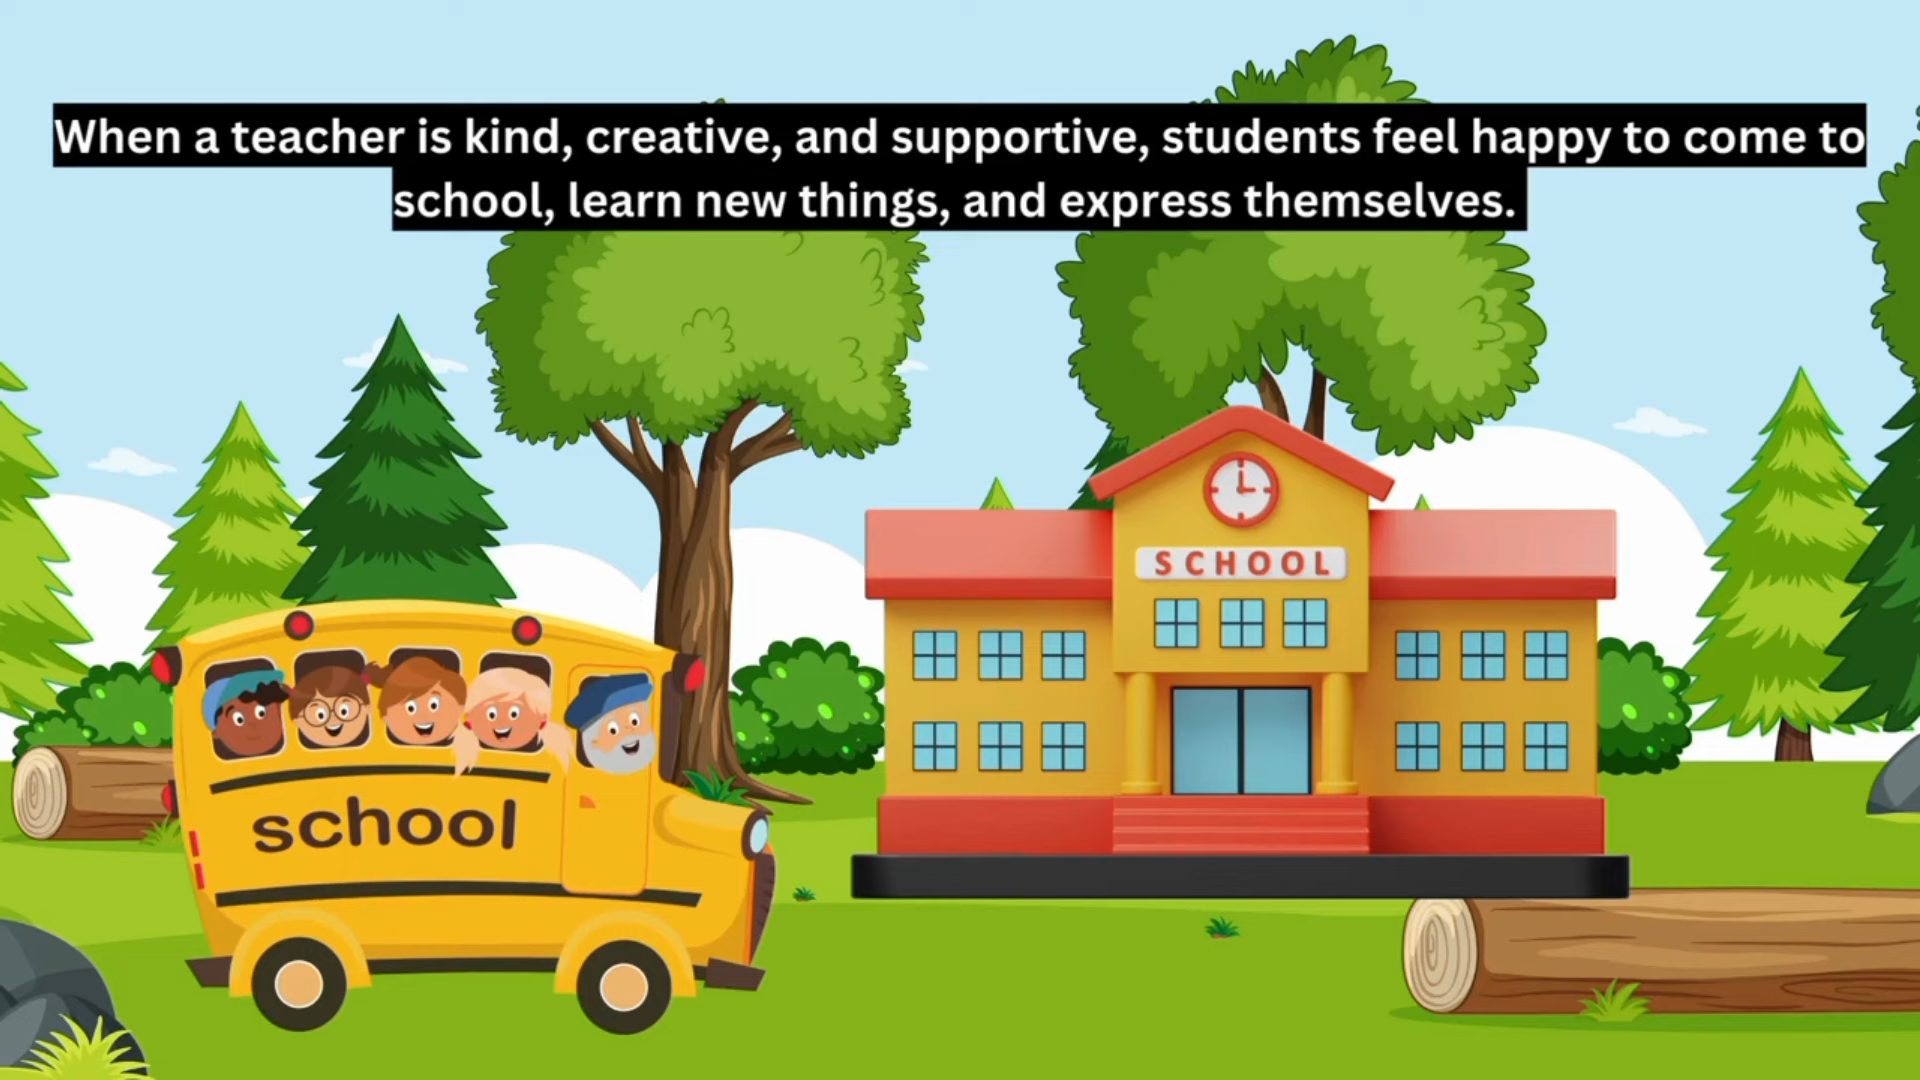 When a teacher is kind, creative, and supportive, students feel happy to come to
school, learn new things, and express themselves.
SCHOOL
school